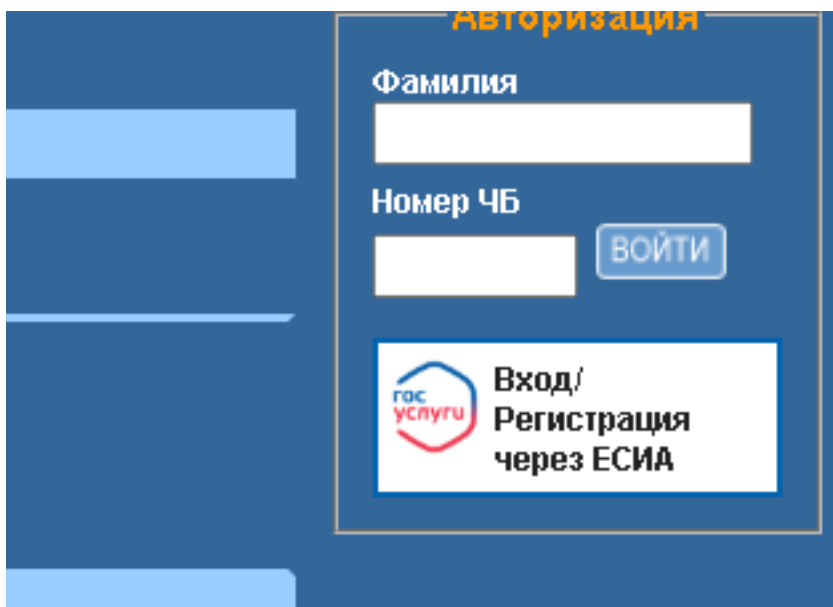 Авторизация
Фамилия
Номер ЧБ
ВОЙТИ
гос
услуги
Вход/
Регистрация
через ЕСИА